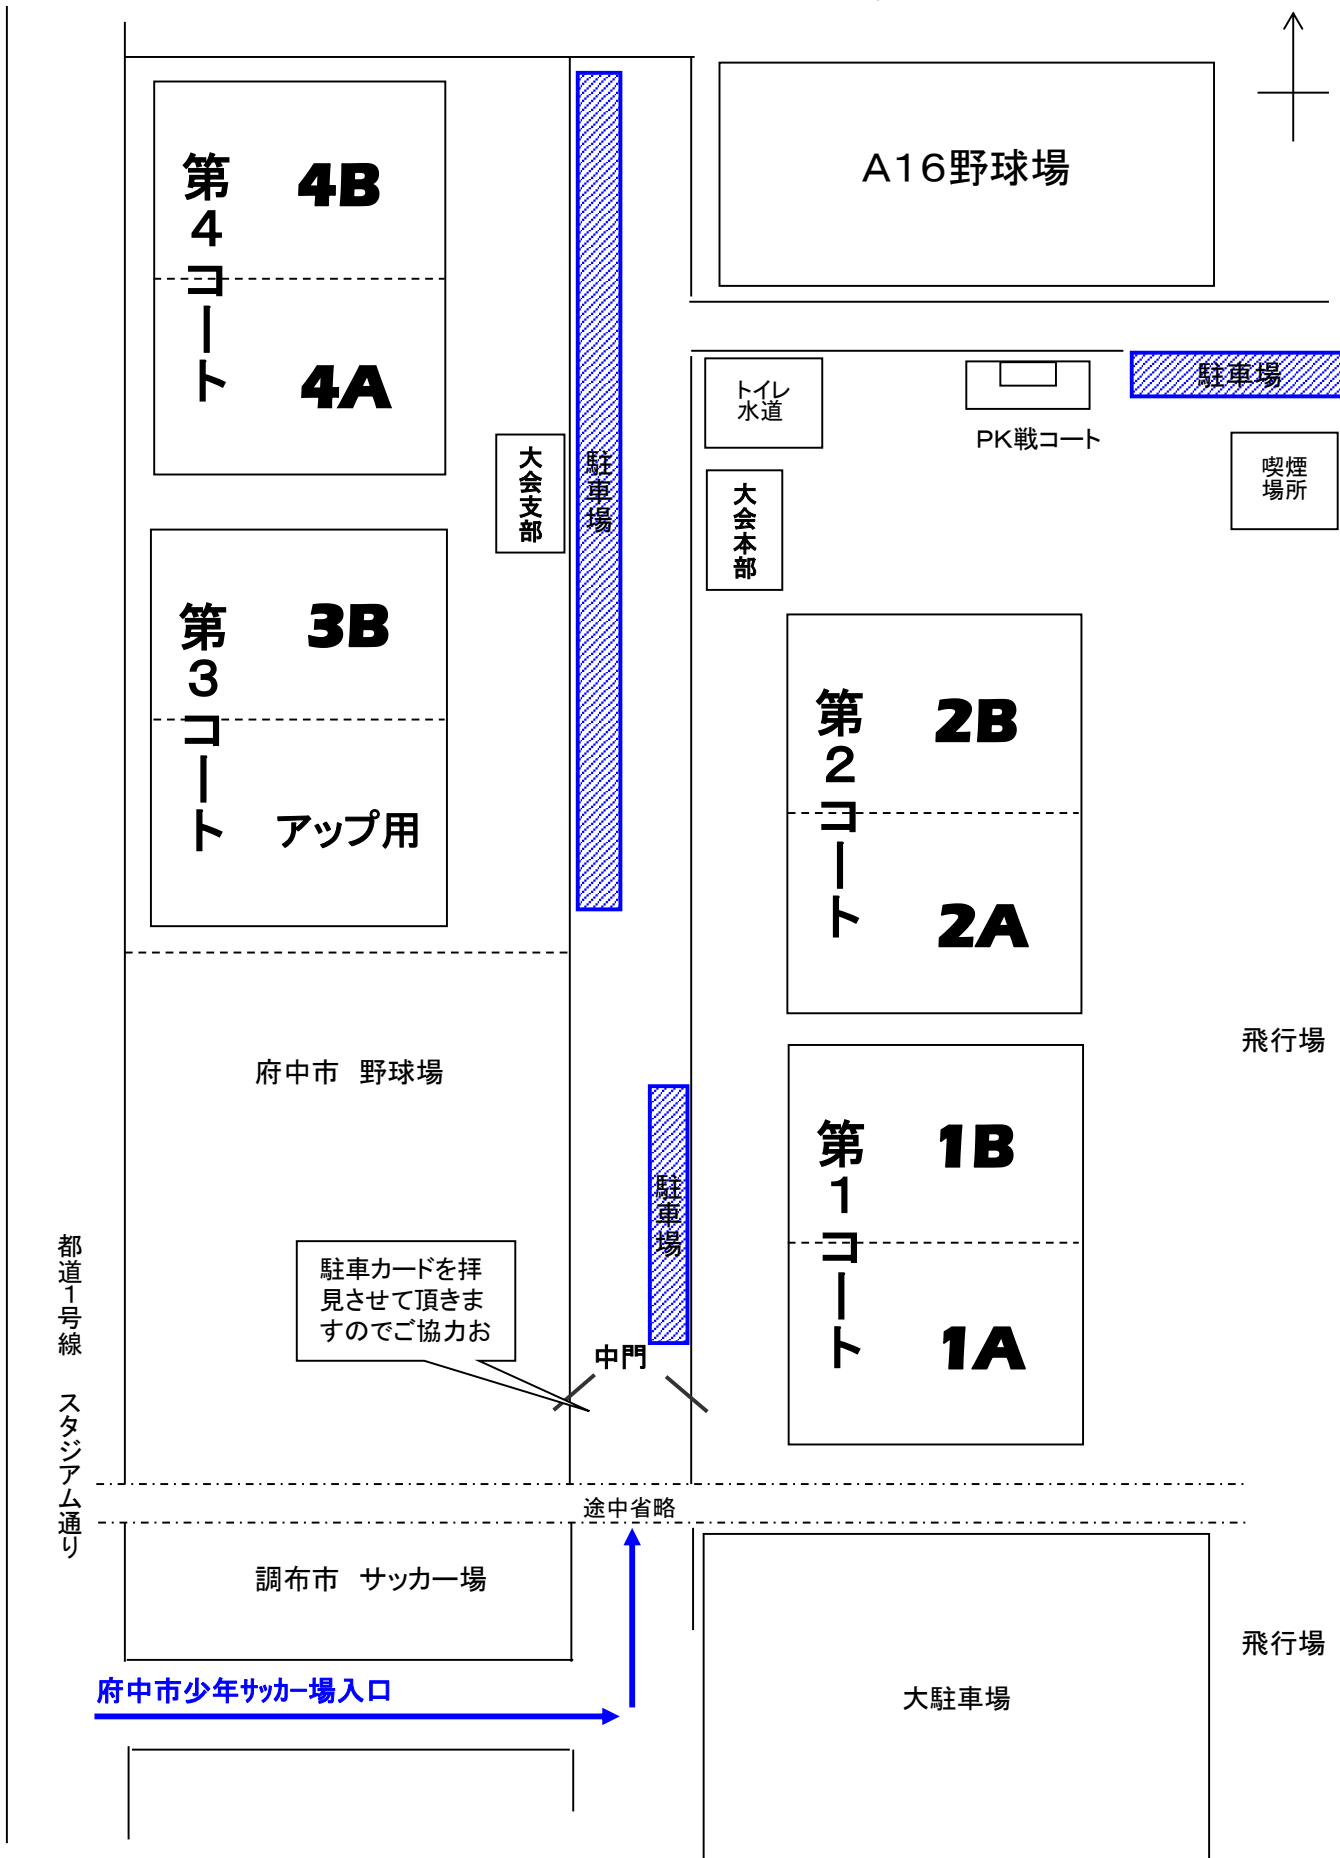 A16野球場
第4コート
4B
4A
駐車場
トイレ
水道
PK戦コート
駐車場
喫煙
場所
大会支部
大会本部
第3コート
3B
アップ用
第2コート
2B
2A
府中市　野球場
飛行場
第1コート
1B
1A
駐車場
駐車カードを拝
見させて頂きま
すのでご協力お
中門
都道1号線　スタジアム通り
途中省略
調布市　サッカー場
飛行場
府中市少年サッカー場入口
大駐車場